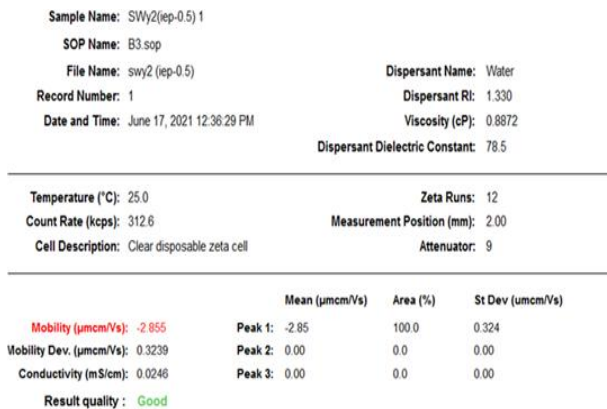 Sample Name: SWy2(iep-0.5) 1
SOP Name: B3.sop
File Name: swy2 (iep-0.5) Dispersant Name: Water
Record Number: 1 Dispersant RI: 1.330
Date and Time: June 17, 2021 12:36:29 PM Viscosity (cP): 0.8872
Dispersant Dielectric Constant: 78.5
Temperature (°C): 25.0 Zeta Runs: 12
Count Rate (kcps): 312.6 Measurement Position (mm): 2.00
Cell Description: Clear disposable zeta cell Attenuator: 9
Mean (µmcm/Vs) Area (%) St Dev (umcm/Vs)
Mobility (µmcm/Vs): -2.855 Peak 1: -2.85 100.0 0.324
Mobility Dev. (µmcm/Vs): 0.3239 Peak 2: 0.00 0.0 0.00
Conductivity (mS/cm): 0.0246 Peak 3: 0.00 0.0 0.00
Result quality : Good